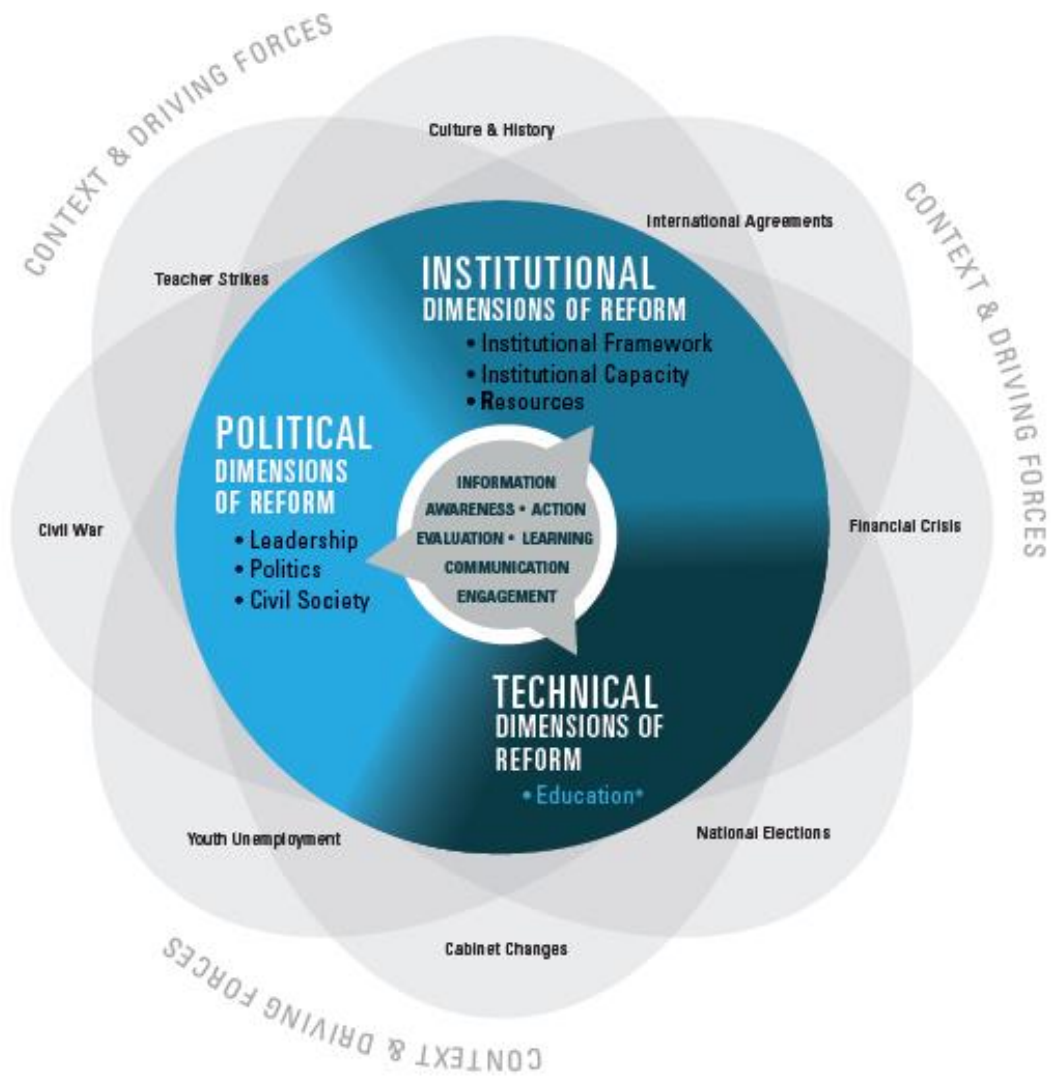 CONTEXT & DRIVING FORCES
CONTEXT & DRIVING FORCES
Culture & History
International Agreements
Teacher Strikes
INSTITUTIONAL
DIMENSIONS OF REFORM
• Institutional Framework
• Institutional Capacity
• Resources
POLITICAL
DIMENSIONS
OF REFORM
• Leadership
• Politics
• Civil Society
INFORMATION
AWARENESS • ACTION
EVALUATION • LEARNING
COMMUNICATION
ENGAGEMENT
Civil War
Financial Crisis
TECHNICAL
DIMENSIONS OF
REFORM
• Education*
Youth Unemployment
National Elections
Cabinet Changes
CONTEXT & DRIVING FORCES